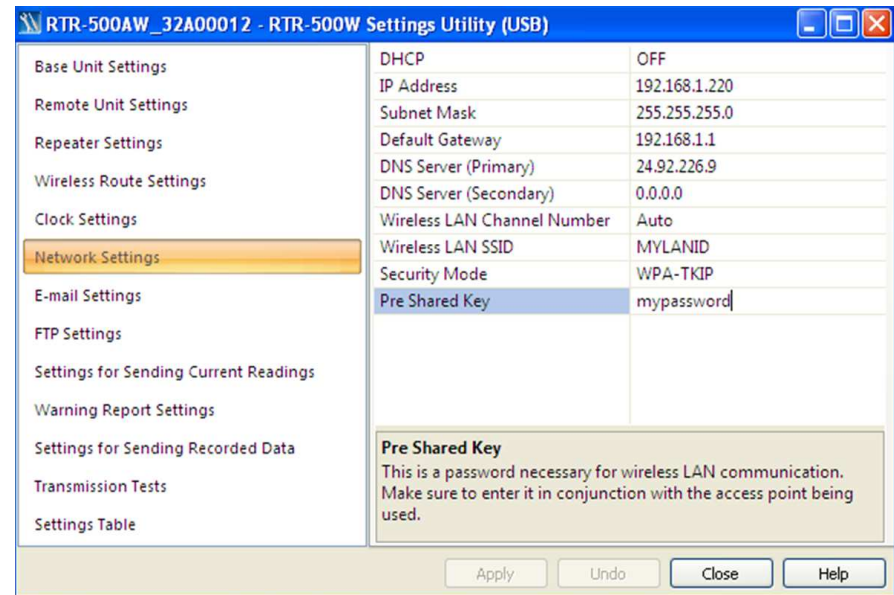 RTR-500AW_32A00012 - RTR-500W Settings Utility (USB)
Base Unit Settings
Remote Unit Settings
Repeater Settings
Wireless Route Settings
Clock Settings
Network Settings
E-mail Settings
FTP Settings
Settings for Sending Current Readings
Warning Report Settings
Settings for Sending Recorded Data
Transmission Tests
Settings Table
DHCP OFF
IP Address 192.168.1.220
Subnet Mask 255.255.255.0
Default Gateway 192.168.1.1
DNS Server (Primary) 24.92.226.9
DNS Server (Secondary) 0.0.0.0
Wireless LAN Channel Number Auto
Wireless LAN SSID MYLANID
Security Mode WPA-TKIP
Pre Shared Key mypassword
Pre Shared Key
This is a password necessary for wireless LAN communication.
Make sure to enter it in conjunction with the access point being
used.
Apply Undo Close Help